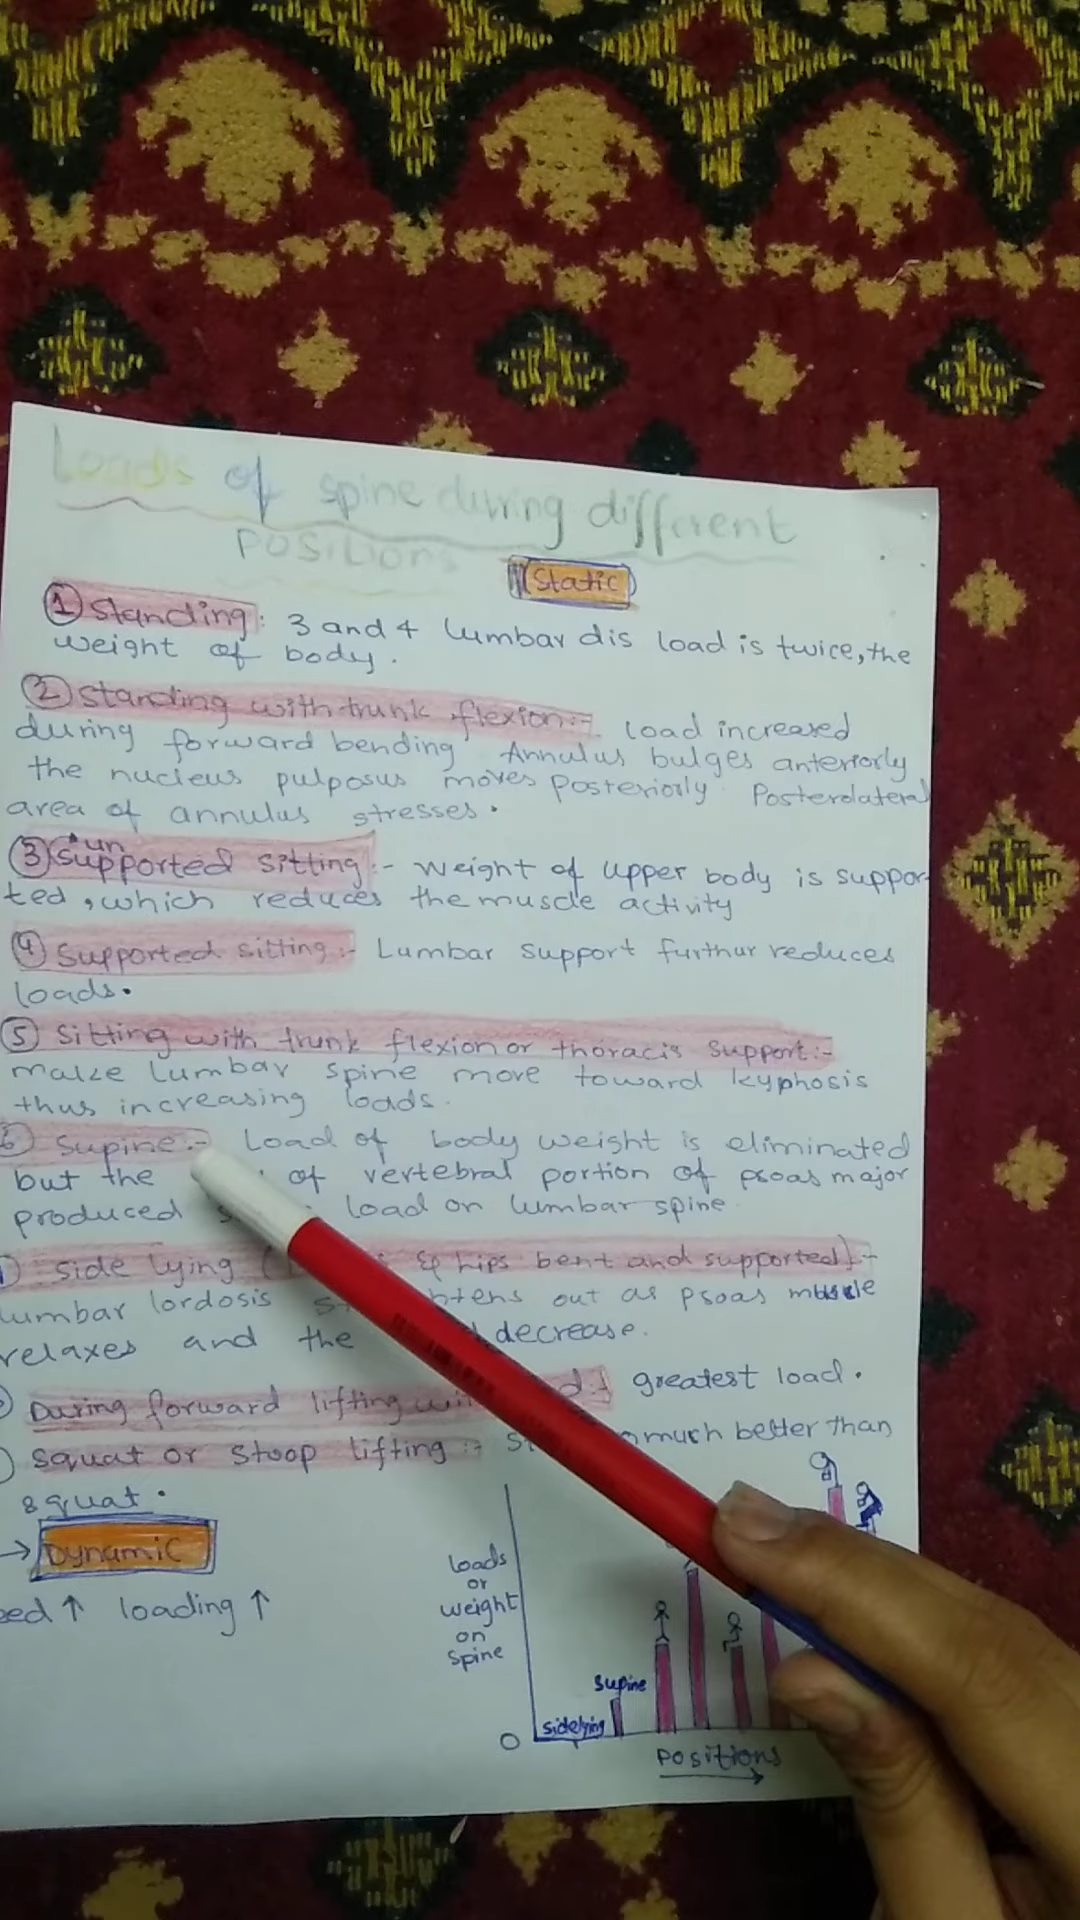 Loads of spine during different
Positions
Static
① Standing: 3 and 4 lumbar dis load is twice, the
weight of body.
② Standing with trunk flexion:- load increased
during forward bending Annulus bulges anteriorly
the nucleus pulposus moves Posteriorly. Posterolateral
area of annulus stresses.
un
③ Supported sitting:- weight of upper body is suppor
ted, which reduces the muscle activity
④ Supported sitting:- Lumbar support furthur reduces
loads.
⑤ Sitting with trunk flexion or thoracis support:-
make lumbar spine more toward kyphosis
thus increasing loads.
⑥ Supine:- Load of body weight is eliminated
but the of vertebral portion of psoas major
produced load on lumbar spine.
side lying ( & hips bent and supported):-
lumbar lordosis out as psoas muscle
relaxes and the decrease.
During forward lifting greatest load.
squat or stoop lifting :- much better than
squat.
→ Dynamic
↑ loading ↑
loads
or
weight
on
spine
supine
sidelying
0
Positions